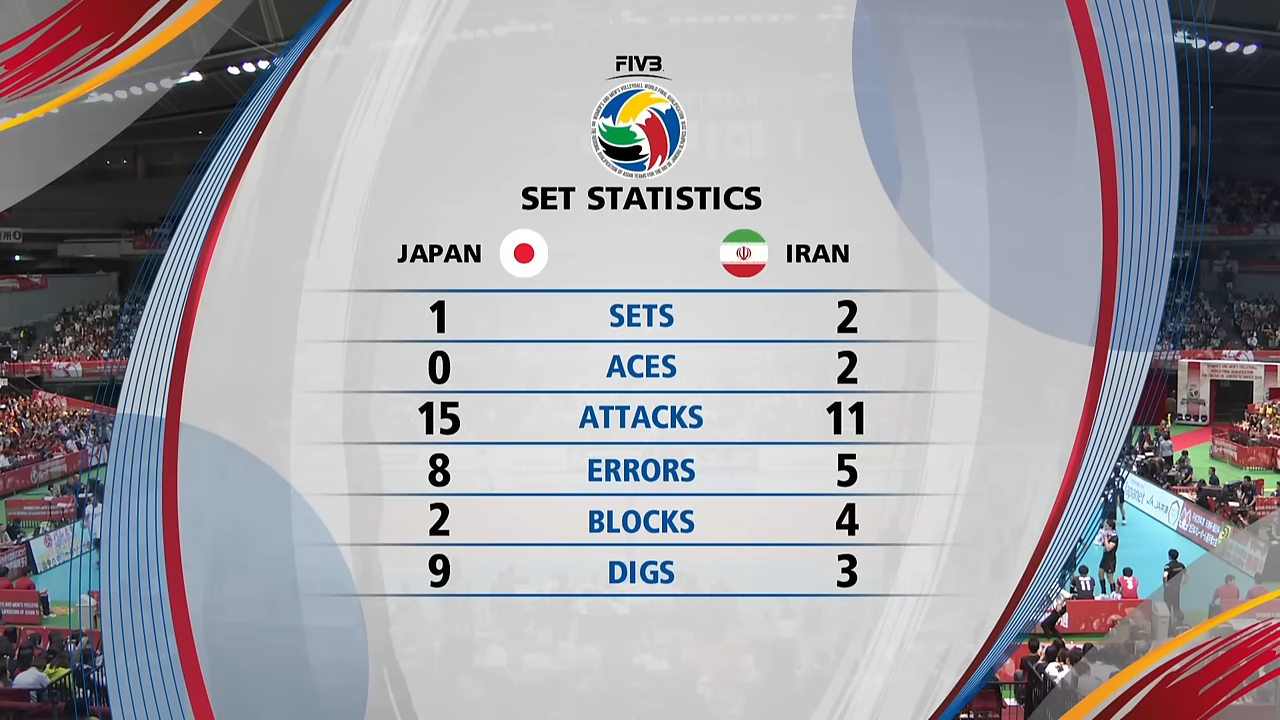 FIVB
SET STATISTICS
JAPAN IRAN
1 SETS 2
0 ACES 2
15 ATTACKS 11
8 ERRORS 5
2 BLOCKS 4
9 DIGS 3